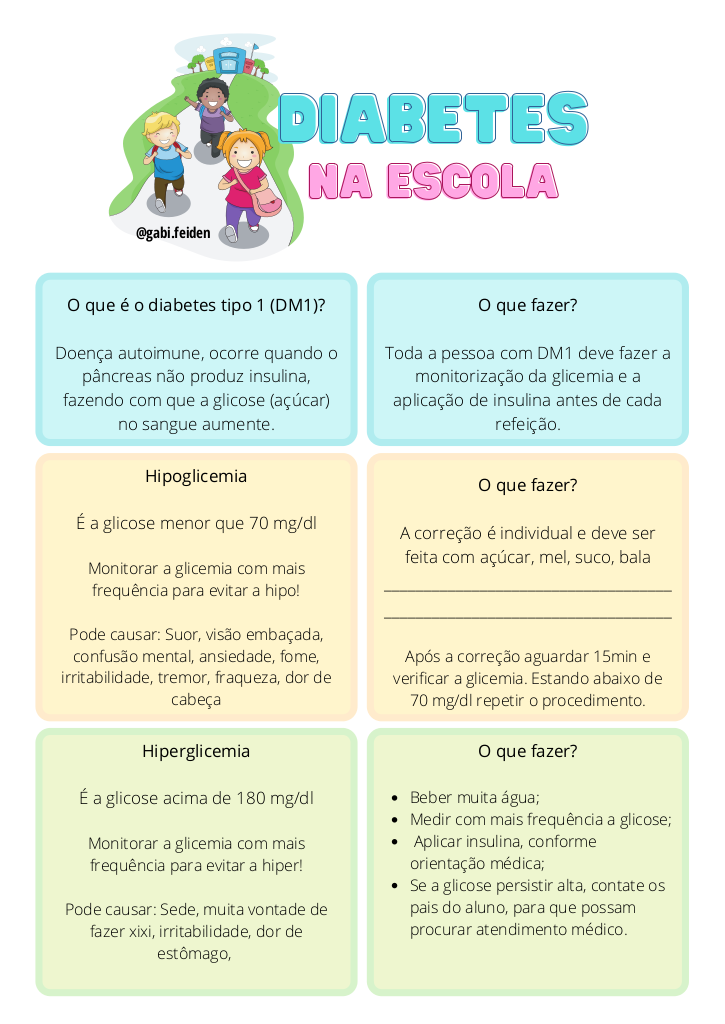 DIABETES
NA ESCOLA
@gabi.feiden
O que é o diabetes tipo 1 (DM1)?
Doença autoimune, ocorre quando o
pâncreas não produz insulina,
fazendo com que a glicose (açúcar)
no sangue aumente.
O que fazer?
Toda a pessoa com DM1 deve fazer a
monitorização da glicemia e a
aplicação de insulina antes de cada
refeição.
Hipoglicemia
É a glicose menor que 70 mg/dl
Monitorar a glicemia com mais
frequência para evitar a hipo!
Pode causar: Suor, visão embaçada,
confusão mental, ansiedade, fome,
irritabilidade, tremor, fraqueza, dor de
cabeça
O que fazer?
A correção é individual e deve ser
feita com açúcar, mel, suco, bala
Após a correção aguardar 15min e
verificar a glicemia. Estando abaixo de
70 mg/dl repetir o procedimento.
Hiperglicemia
É a glicose acima de 180 mg/dl
Monitorar a glicemia com mais
frequência para evitar a hiper!
Pode causar: Sede, muita vontade de
fazer xixi, irritabilidade, dor de
estômago,
O que fazer?
• Beber muita água;
• Medir com mais frequência a glicose;
• Aplicar insulina, conforme
orientação médica;
• Se a glicose persistir alta, contate os
pais do aluno, para que possam
procurar atendimento médico.